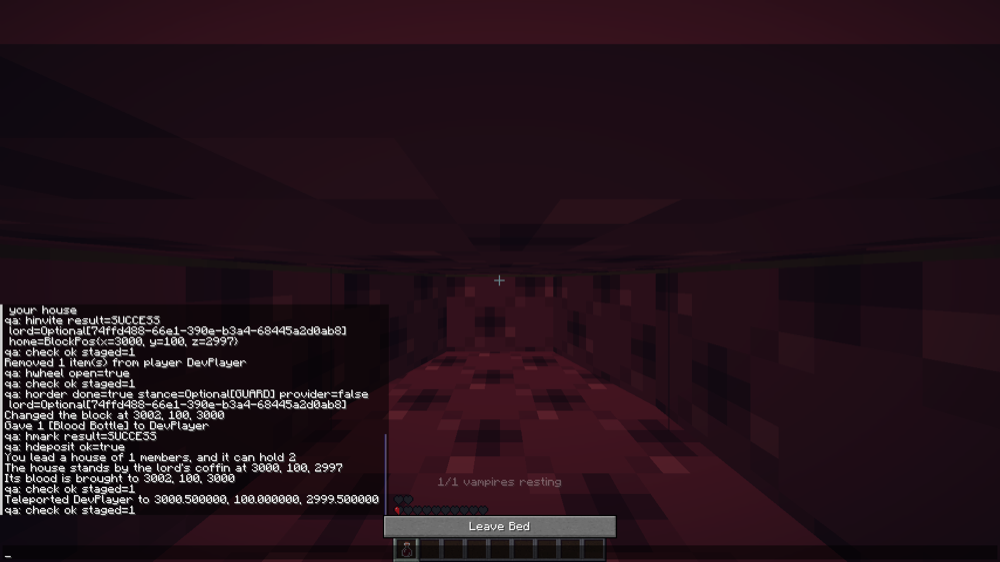 your house
qa: hinvite result=SUCCESS
lord=Optional[74ffd488-66e1-390e-b3a4-68445a2d0ab8]
home=BlockPos{x=3000, y=100, z=2997}
qa: check ok staged=1
Removed 1 item(s) from player DevPlayer
qa: hwheel open=true
qa: check ok staged=1
qa: horder done=true stance=Optional[GUARD] provider=false
lord=Optional[74ffd488-66e1-390e-b3a4-68445a2d0ab8]
Changed the block at 3002, 100, 3000
Gave 1 [Blood Bottle] to DevPlayer
qa: hmark result=SUCCESS
qa: hdeposit ok=true
You lead a house of 1 members, and it can hold 2
The house stands by the lord's coffin at 3000, 100, 2997
Its blood is brought to 3002, 100, 3000
qa: check ok staged=1
Teleported DevPlayer to 3000.500000, 100.000000, 2999.500000
qa: check ok staged=1
1/1 vampires resting
Leave Bed
_